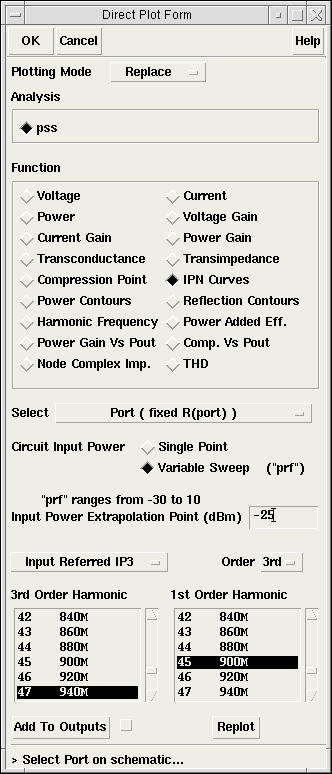 Direct Plot Form
OK Cancel Help
Plotting Mode Replace
Analysis
pss
Function
Voltage Current
Power Voltage Gain
Current Gain Power Gain
Transconductance Transimpedance
Compression Point IPN Curves
Power Contours Reflection Contours
Harmonic Frequency Power Added Eff.
Power Gain Vs Pout Comp. Vs Pout
Node Complex Imp. THD
Select Port ( fixed R(port) )
Circuit Input Power Single Point
Variable Sweep ("prf")
"prf" ranges from -30 to 10
Input Power Extrapolation Point (dBm) -25
Input Referred IP3 Order 3rd
3rd Order Harmonic 1st Order Harmonic
42 840M 42 840M
43 860M 43 860M
44 880M 44 880M
45 900M 45 900M
46 920M 46 920M
47 940M 47 940M
Add To Outputs Replot
> Select Port on schematic...